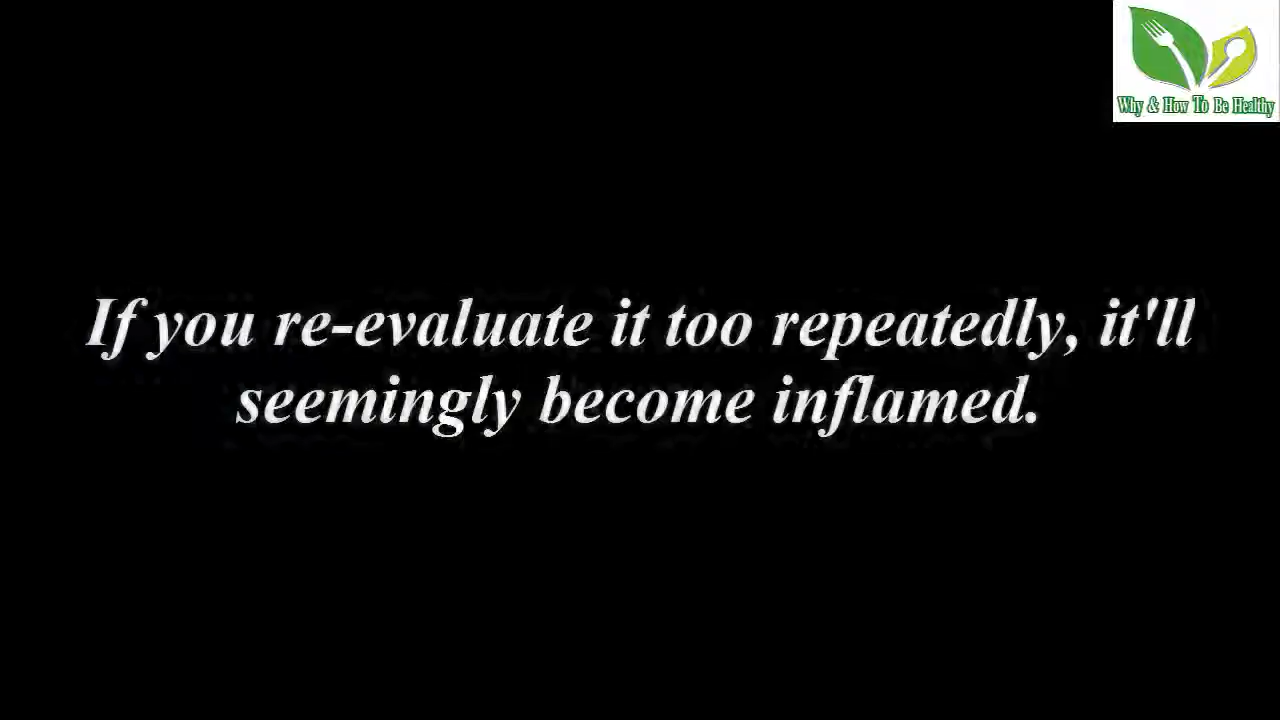 Why & How To Be Healthy
If you re-evaluate it too repeatedly, it'll
seemingly become inflamed.